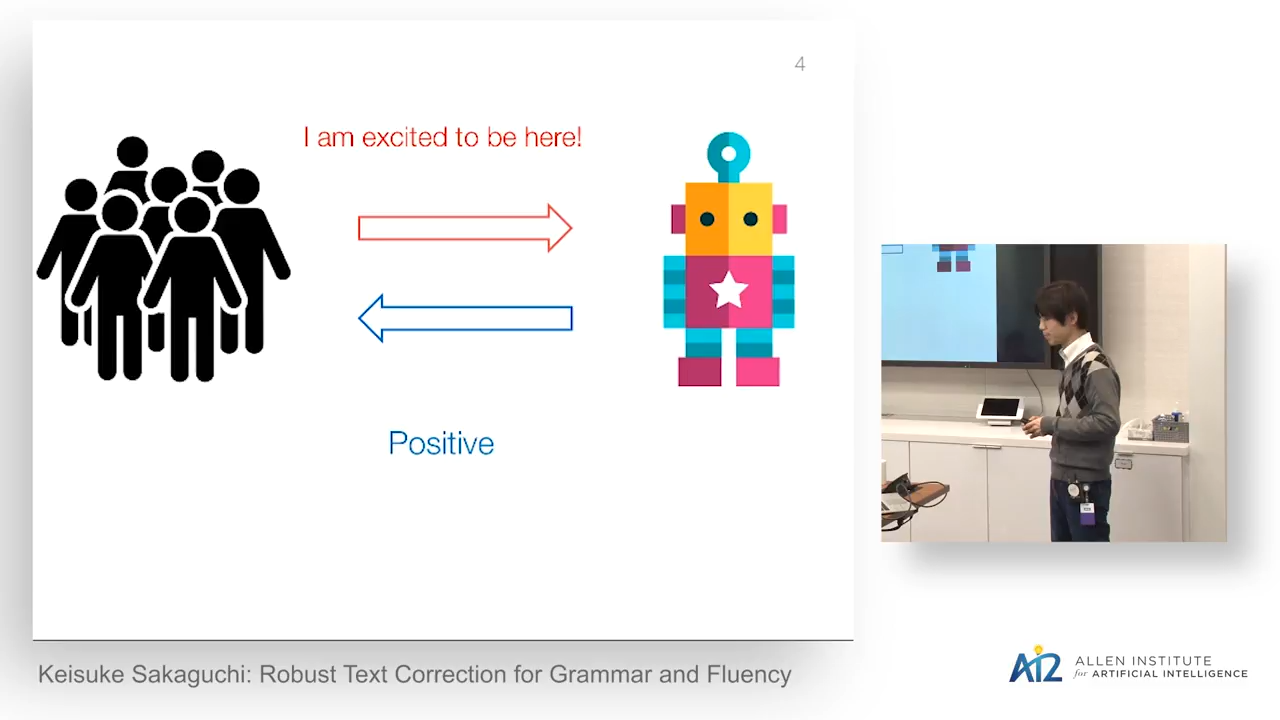 4
I am excited to be here!
Positive
Keisuke Sakaguchi: Robust Text Correction for Grammar and Fluency
AI2 ALLEN INSTITUTE
for ARTIFICIAL INTELLIGENCE